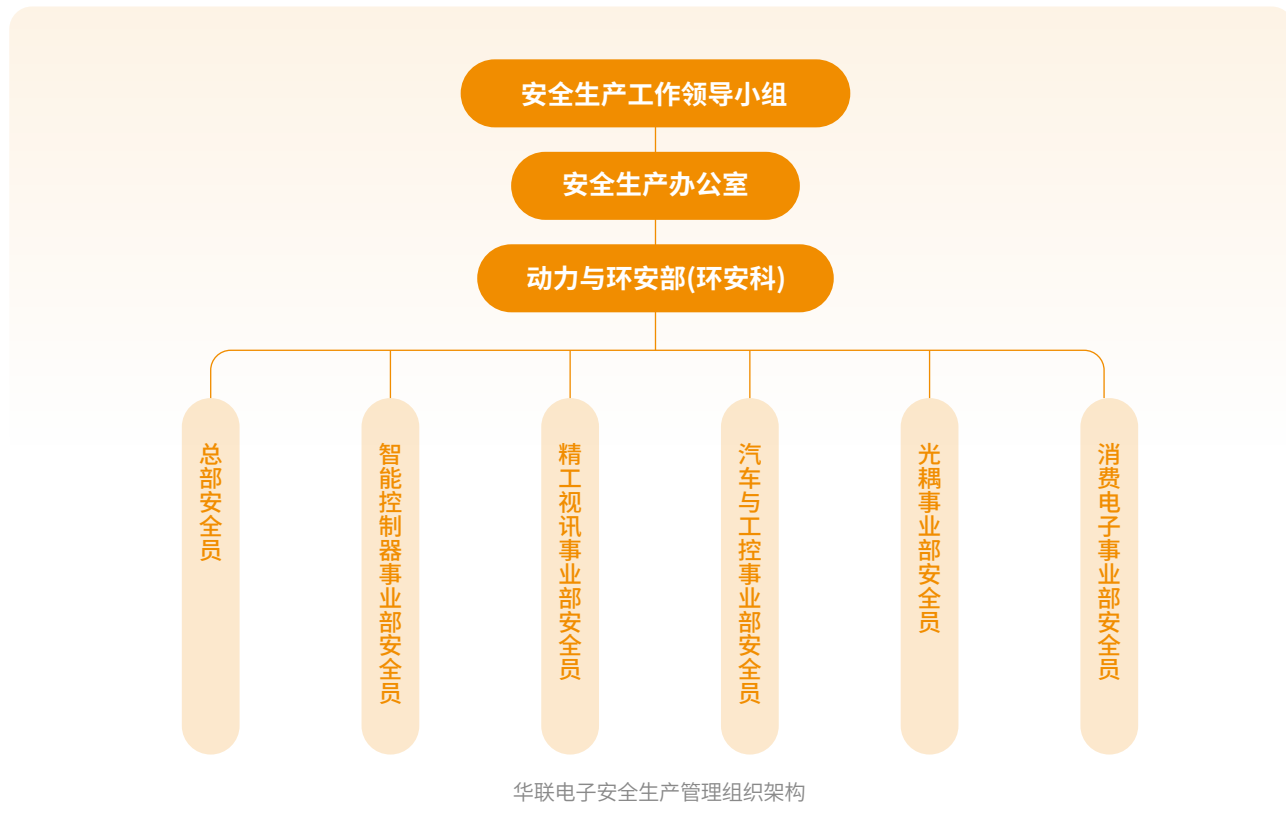 安全生产工作领导小组
安全生产办公室
动力与环安部(环安科)
总部安全员
智能控制器事业部安全员
精工视讯事业部安全员
汽车与工控事业部安全员
光耦事业部安全员
消费电子事业部安全员
华联电子安全生产管理组织架构